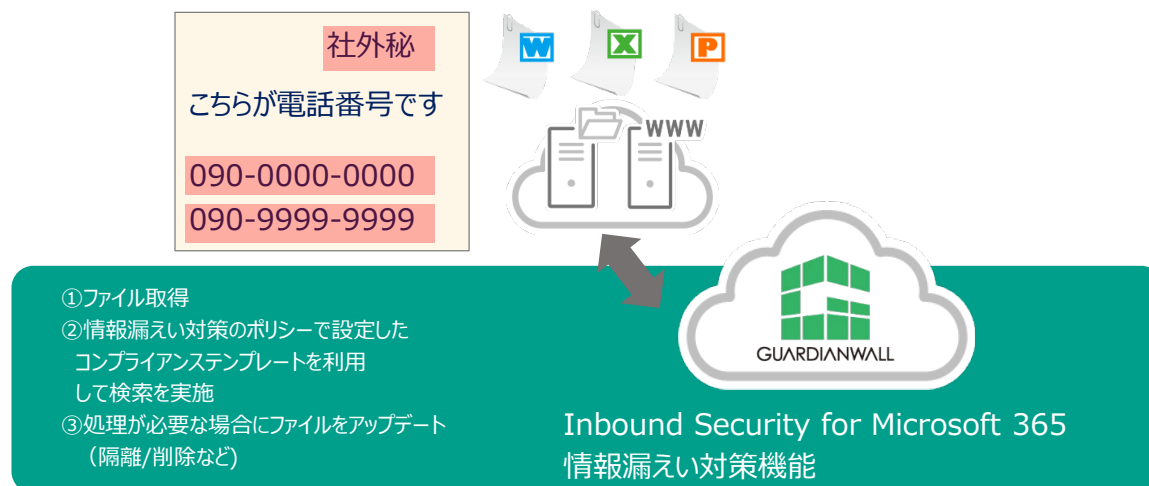 社外秘
こちらが電話番号です
090-0000-0000
090-9999-9999
W
X
P
WWW
GUARDIANWALL
①ファイル取得
②情報漏えい対策のポリシーで設定した
コンプライアンステンプレートを利用
して検索を実施
③処理が必要な場合にファイルをアップデート
（隔離/削除など)
Inbound Security for Microsoft 365
情報漏えい対策機能